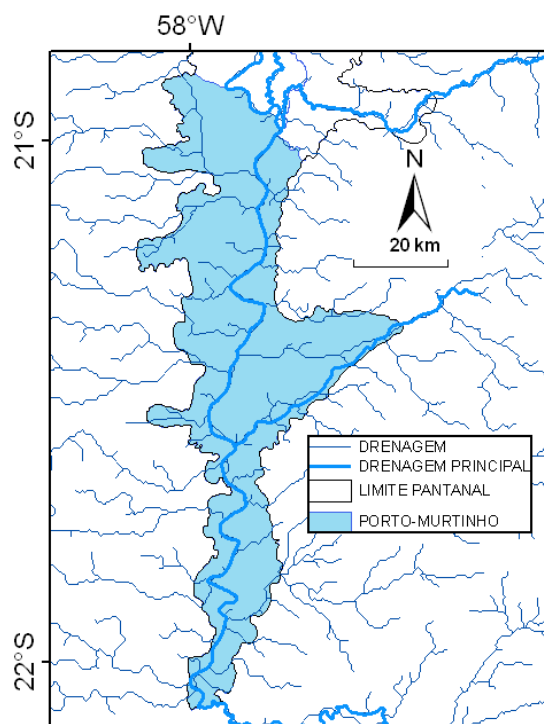 58°W
21°S
N
20 km
DRENAGEM
DRENAGEM PRINCIPAL
LIMITE PANTANAL
PORTO-MURTINHO
22°S